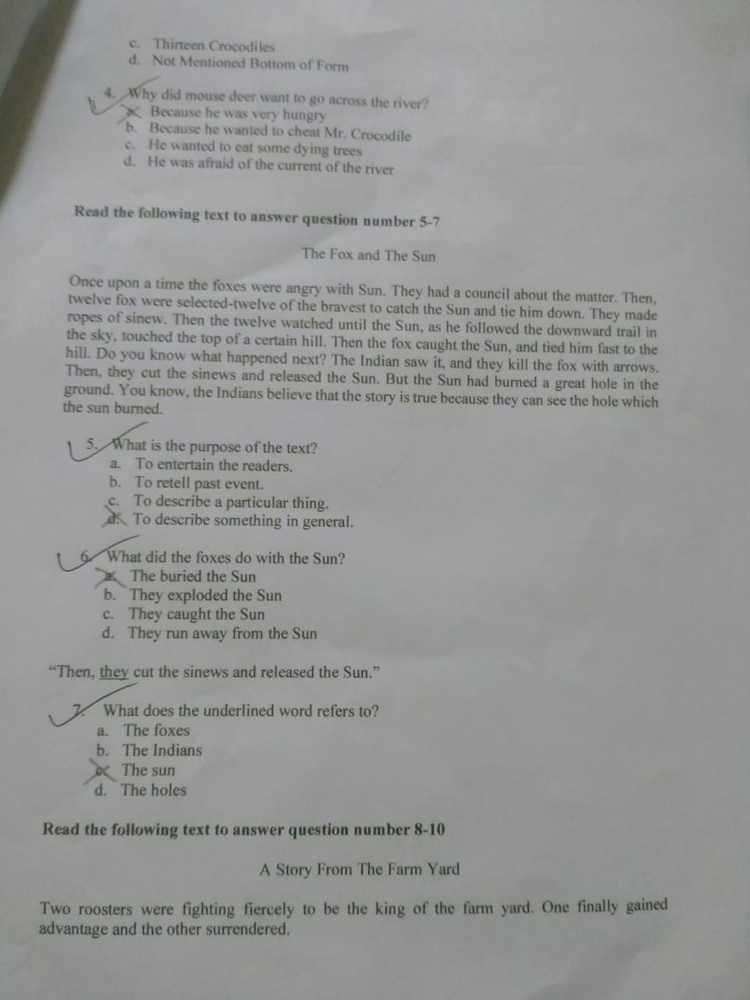 c. Thirteen Crocodiles
d. Not Mentioned Bottom of Form
4. Why did mouse deer want to go across the river?
a. Because he was very hungry
b. Because he wanted to cheat Mr. Crocodile
c. He wanted to eat some dying trees
d. He was afraid of the current of the river
Read the following text to answer question number 5-7
The Fox and The Sun
Once upon a time the foxes were angry with Sun. They had a council about the matter. Then,
twelve fox were selected-twelve of the bravest to catch the Sun and tie him down. They made
ropes of sinew. Then the twelve watched until the Sun, as he followed the downward trail in
the sky, touched the top of a certain hill. Then the fox caught the Sun, and tied him fast to the
hill. Do you know what happened next? The Indian saw it, and they kill the fox with arrows.
Then, they cut the sinews and released the Sun. But the Sun had burned a great hole in the
ground. You know, the Indians believe that the story is true because they can see the hole which
the sun burned.
5. What is the purpose of the text?
a. To entertain the readers.
b. To retell past event.
c. To describe a particular thing.
d. To describe something in general.
6. What did the foxes do with the Sun?
a. The buried the Sun
b. They exploded the Sun
c. They caught the Sun
d. They run away from the Sun
“Then, they cut the sinews and released the Sun.”
7. What does the underlined word refers to?
a. The foxes
b. The Indians
c. The sun
d. The holes
Read the following text to answer question number 8-10
A Story From The Farm Yard
Two roosters were fighting fiercely to be the king of the farm yard. One finally gained
advantage and the other surrendered.